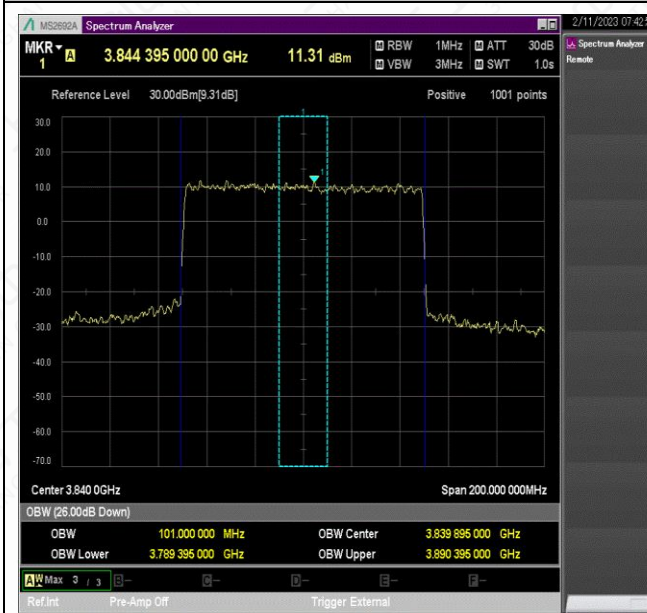 MS2692A Spectrum Analyzer
2/11/2023 07:42:5
MKR 1 A 3.844 395 000 00 GHz 11.31 dBm M RBW 1MHz M ATT 30dB
M VBW 3MHz M SWT 1.0s
Spectrum Analyzer
Remote
Reference Level 30.00dBm[9.31dB] Positive 1001 points
30.0
20.0
10.0
0.0
-10.0
-20.0
-30.0
-40.0
-50.0
-60.0
-70.0
1
1
Center 3.840 0GHz Span 200.000 000MHz
OBW (26.00dB Down)
OBW 101.000 000 MHz OBW Center 3.839 895 000 GHz
OBW Lower 3.789 395 000 GHz OBW Upper 3.890 395 000 GHz
A W Max 3 / 3 B- C- D- E- F-
Ref.Int Pre-Amp Off Trigger External